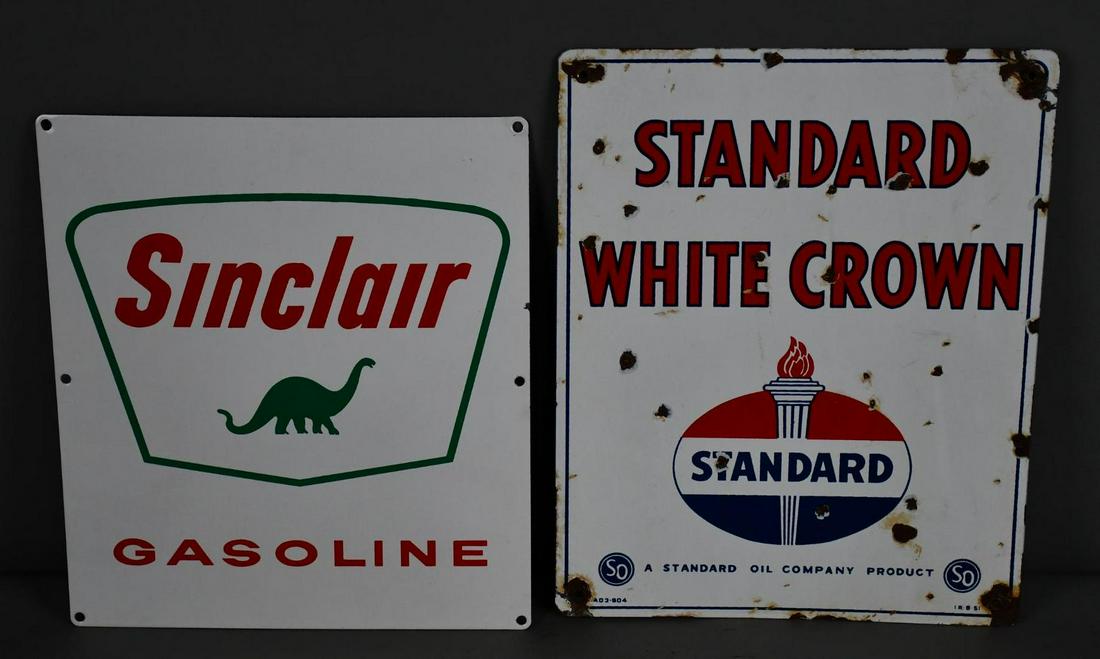 Sinclair
GASOLINE
STANDARD
WHITE CROWN
STANDARD
SO A STANDARD OIL COMPANY PRODUCT SO